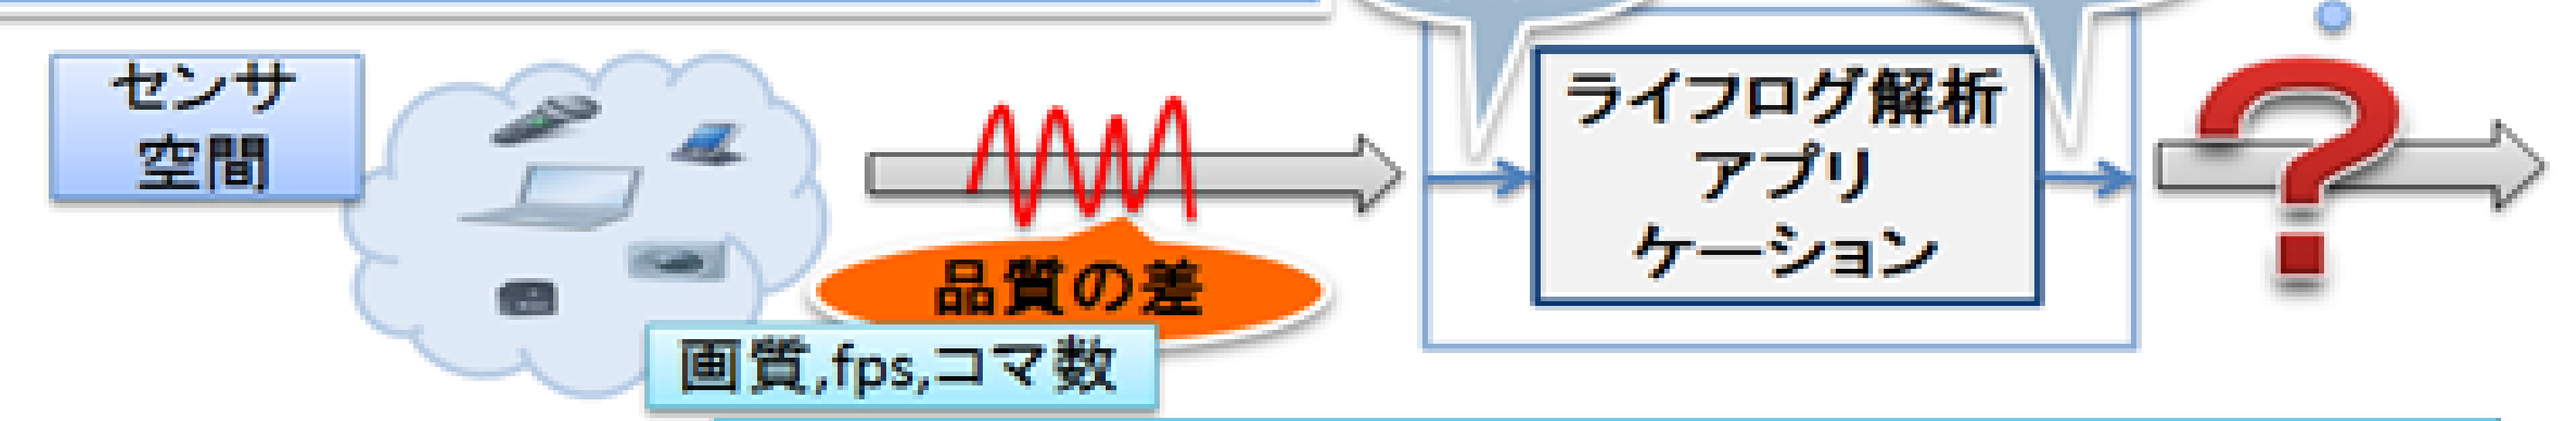 センサ
空間
ライフログ解析
アプリ
ケーション
品質の差
画質,fps,コマ数